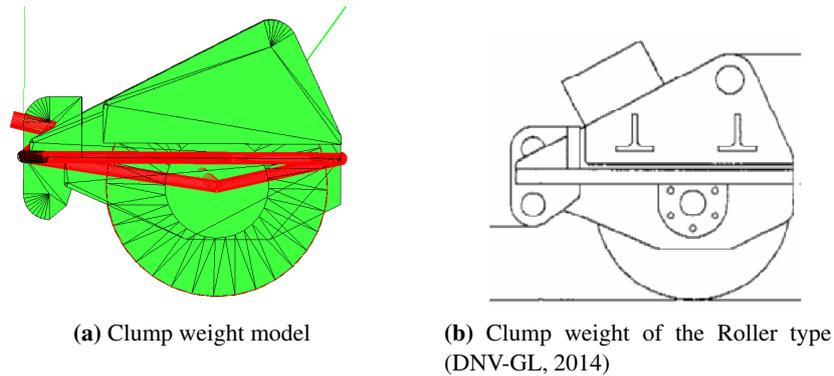 (a) Clump weight model
(b) Clump weight of the Roller type
(DNV-GL, 2014)